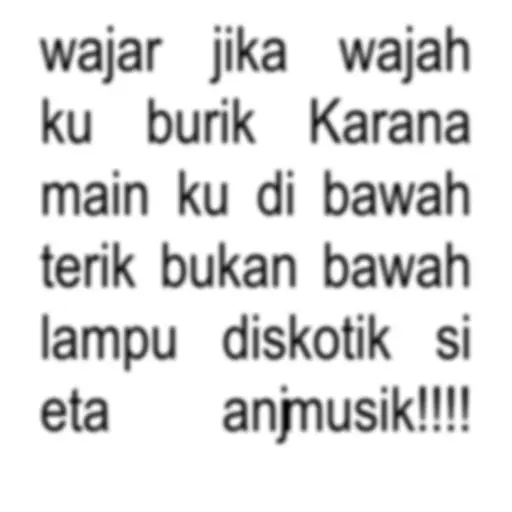 wajar jika wajah
ku burik Karana
main ku di bawah
terik bukan bawah
lampu diskotik si
eta anjmusik!!!!